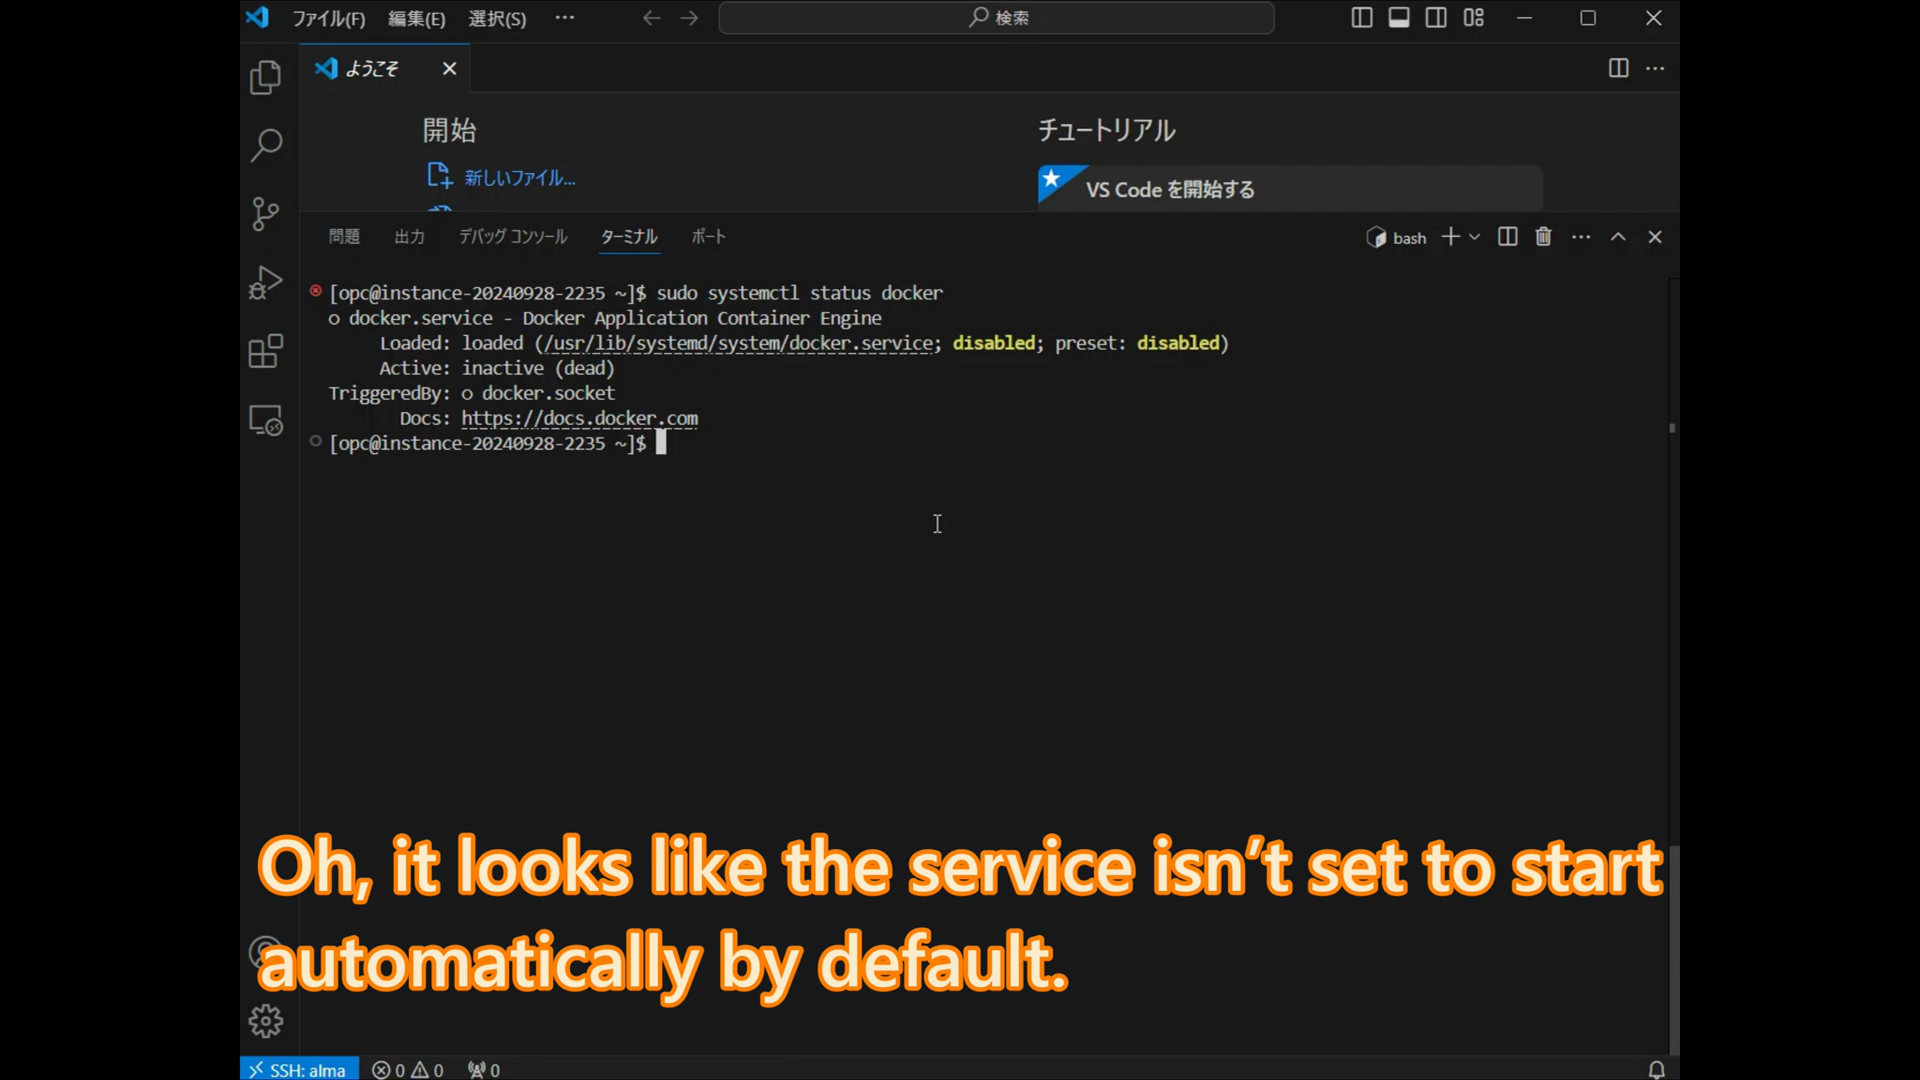 ファイル(F) 編集(E) 選択(S) ··· 検索
ようこそ
開始
チュートリアル
新しいファイル...
VS Code を開始する
問題 出力 デバッグ コンソール ターミナル ポート bash
[opc@instance-20240928-2235 ~]$ sudo systemctl status docker
○ docker.service - Docker Application Container Engine
Loaded: loaded (/usr/lib/systemd/system/docker.service; disabled; preset: disabled)
Active: inactive (dead)
TriggeredBy: ○ docker.socket
Docs: https://docs.docker.com
[opc@instance-20240928-2235 ~]$
Oh, it looks like the service isn't set to start
automatically by default.
SSH: alma 0 0 0